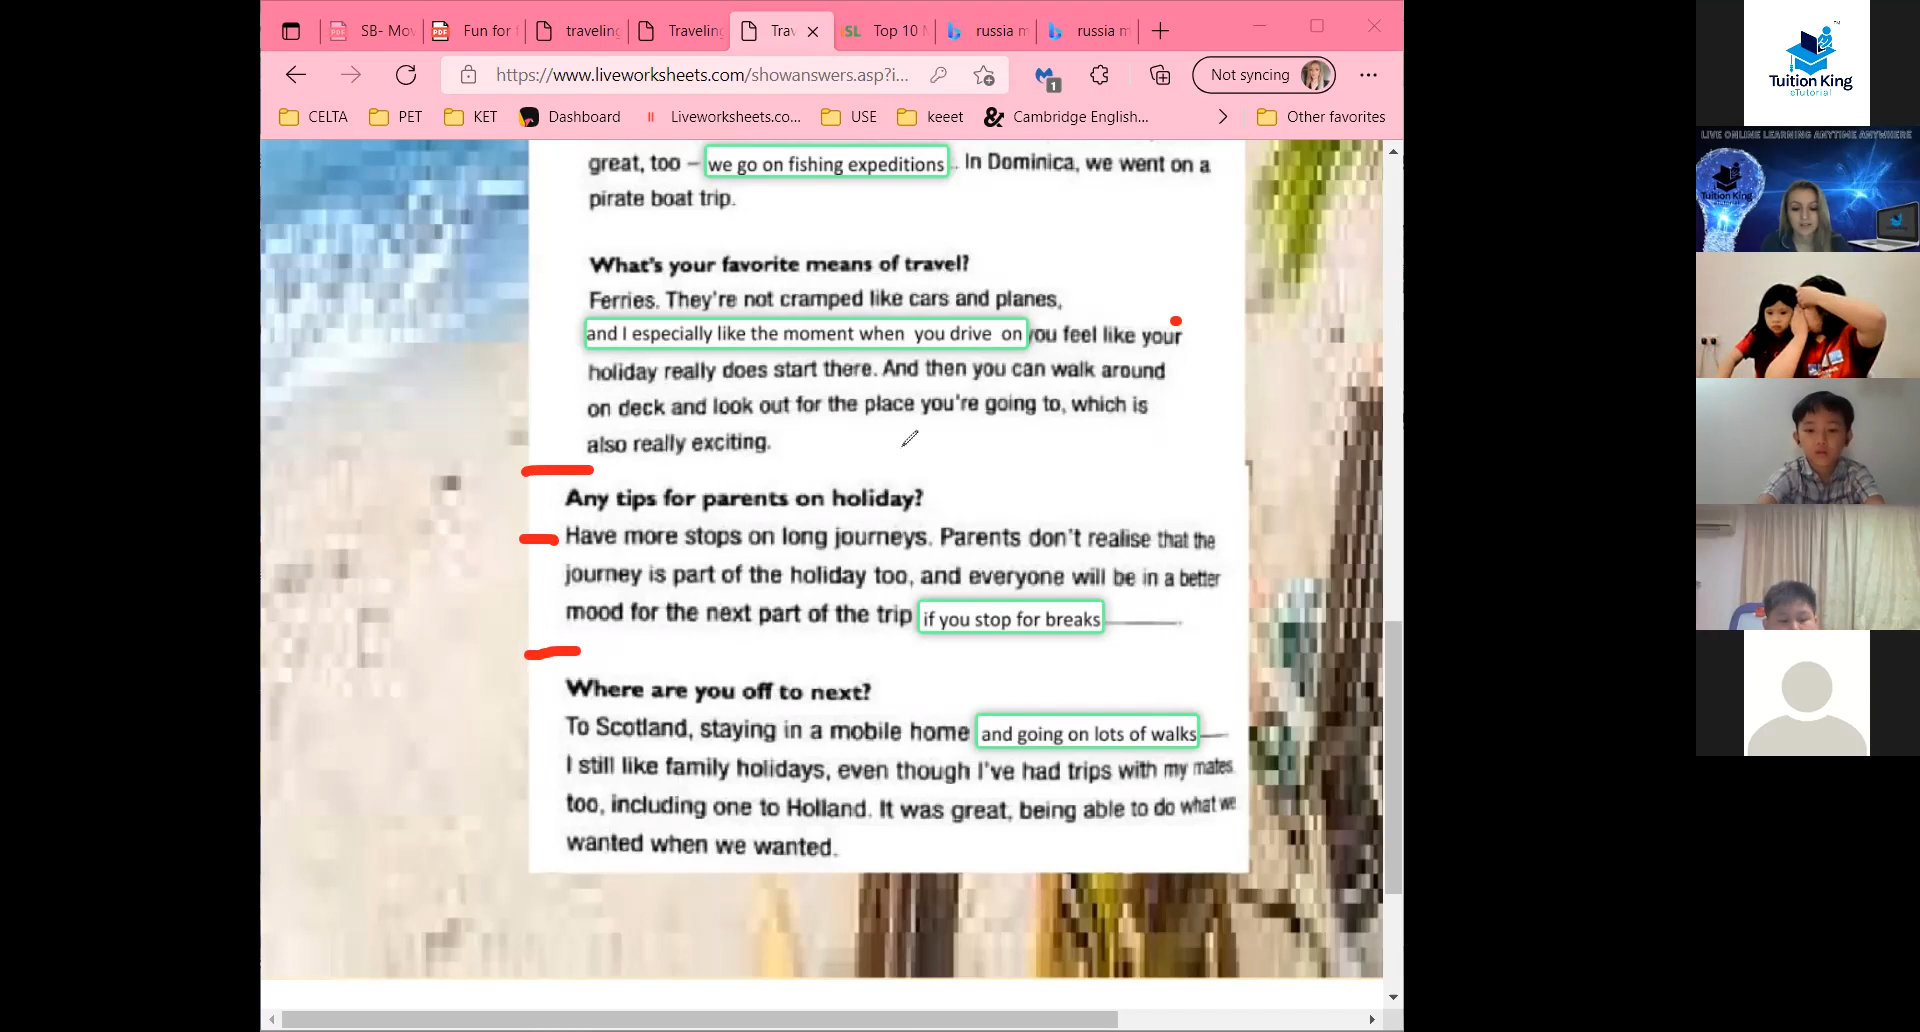 SB- Mov
Fun for
traveling
Traveling
Trav
SL Top 10
russia m
russia m
https://www.liveworksheets.com/showanswers.asp?i...
1
Not syncing
CELTA
PET
KET
Dashboard
Liveworksheets.co...
USE
keeet
Cambridge English...
Other favorites
great, too – we go on fishing expeditions . In Dominica, we went on a
pirate boat trip.
What's your favorite means of travel?
Ferries. They're not cramped like cars and planes,
and I especially like the moment when you drive on you feel like your
holiday really does start there. And then you can walk around
on deck and look out for the place you're going to, which is
also really exciting.
Any tips for parents on holiday?
Have more stops on long journeys. Parents don't realise that the
journey is part of the holiday too, and everyone will be in a better
mood for the next part of the trip if you stop for breaks
Where are you off to next?
To Scotland, staying in a mobile home and going on lots of walks
I still like family holidays, even though I've had trips with my mates
too, including one to Holland. It was great, being able to do what we
wanted when we wanted.
Tuition King
eTutorial
TM
LIVE ONLINE LEARNING ANYTIME ANYWHERE
Tuition King